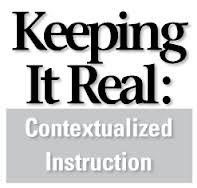 Keeping
It Real:
Contextualized
Instruction